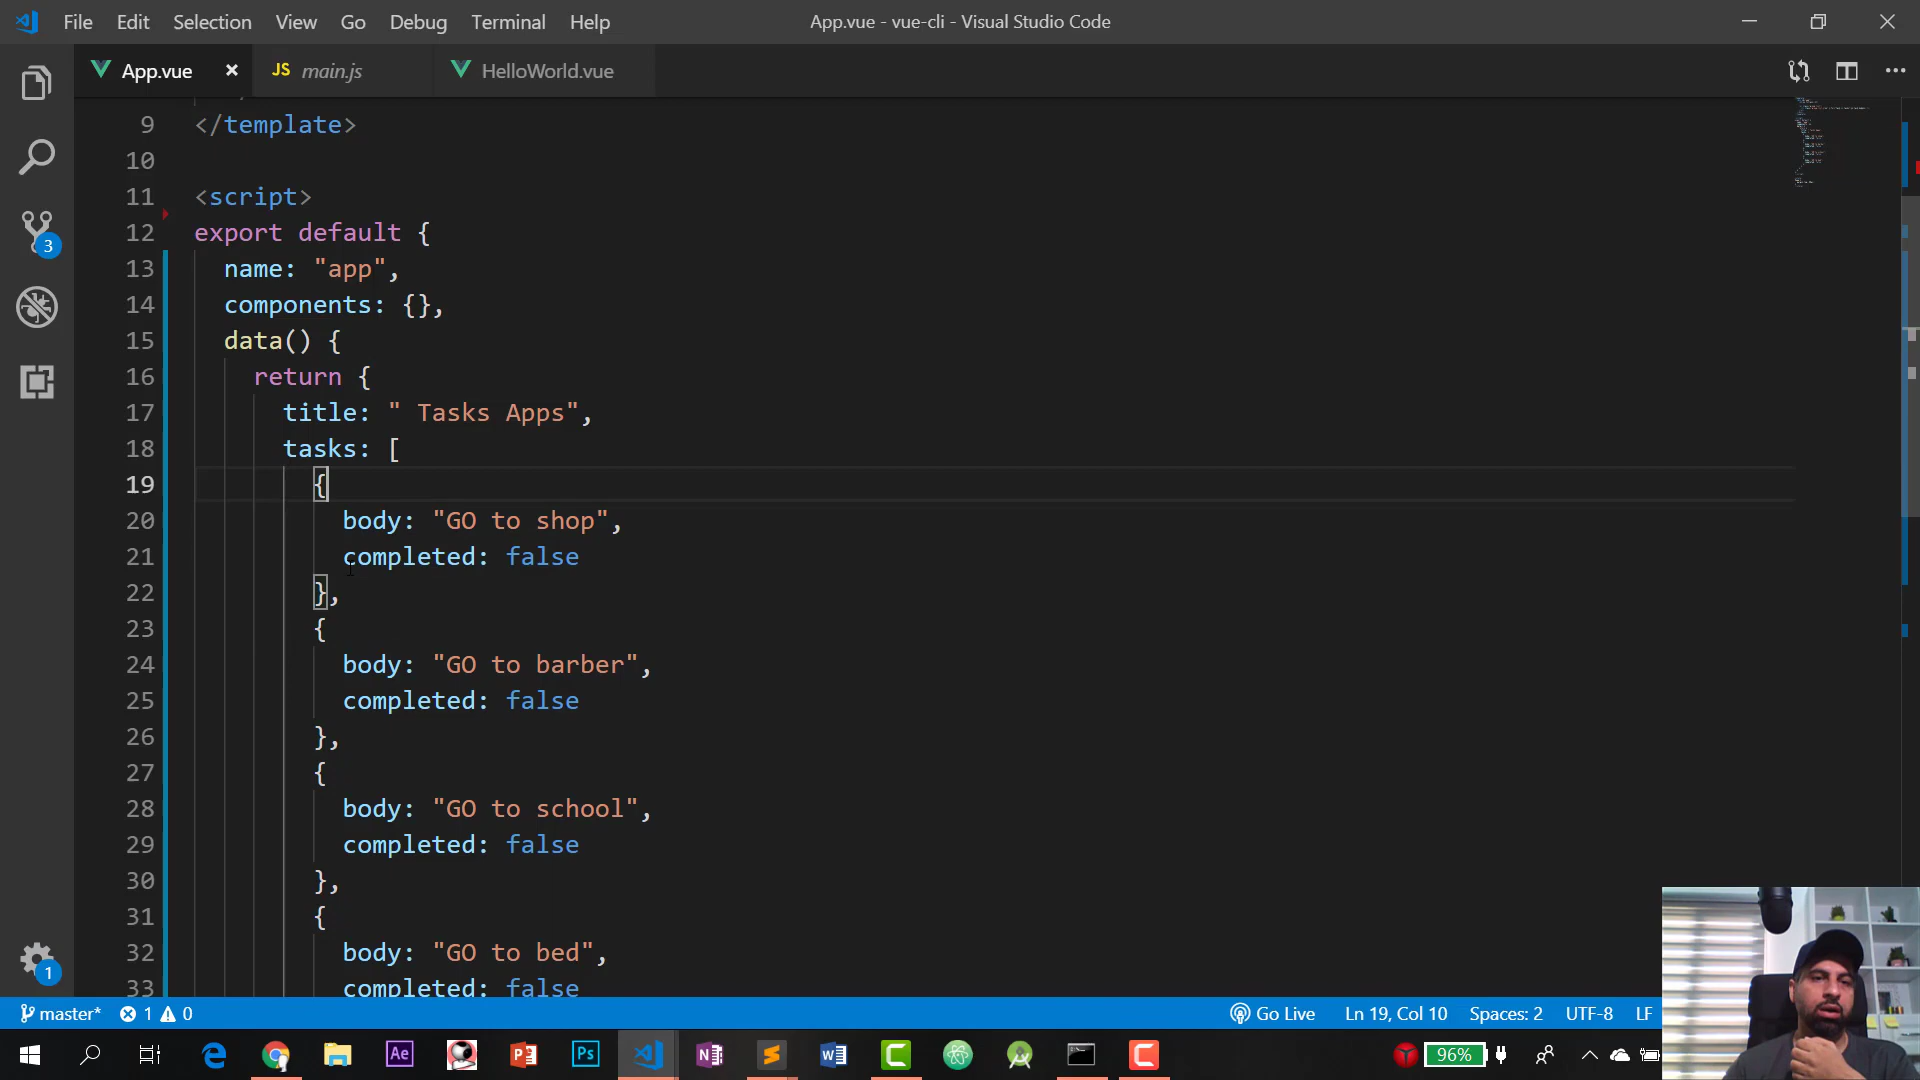 File Edit Selection View Go Debug Terminal Help App.vue - vue-cli - Visual Studio Code
App.vue JS main.js HelloWorld.vue
9 </template>
10
11 <script>
12 export default {
13 name: "app",
14 components: {},
15 data() {
16 return {
17 title: " Tasks Apps",
18 tasks: [
19 {
20 body: "GO to shop",
21 completed: false
22 },
23 {
24 body: "GO to barber",
25 completed: false
26 },
27 {
28 body: "GO to school",
29 completed: false
30 },
31 {
32 body: "GO to bed",
33 completed: false
3
1
master* 1 0 Go Live Ln 19, Col 10 Spaces: 2 UTF-8 LF
Ae Ps 96%